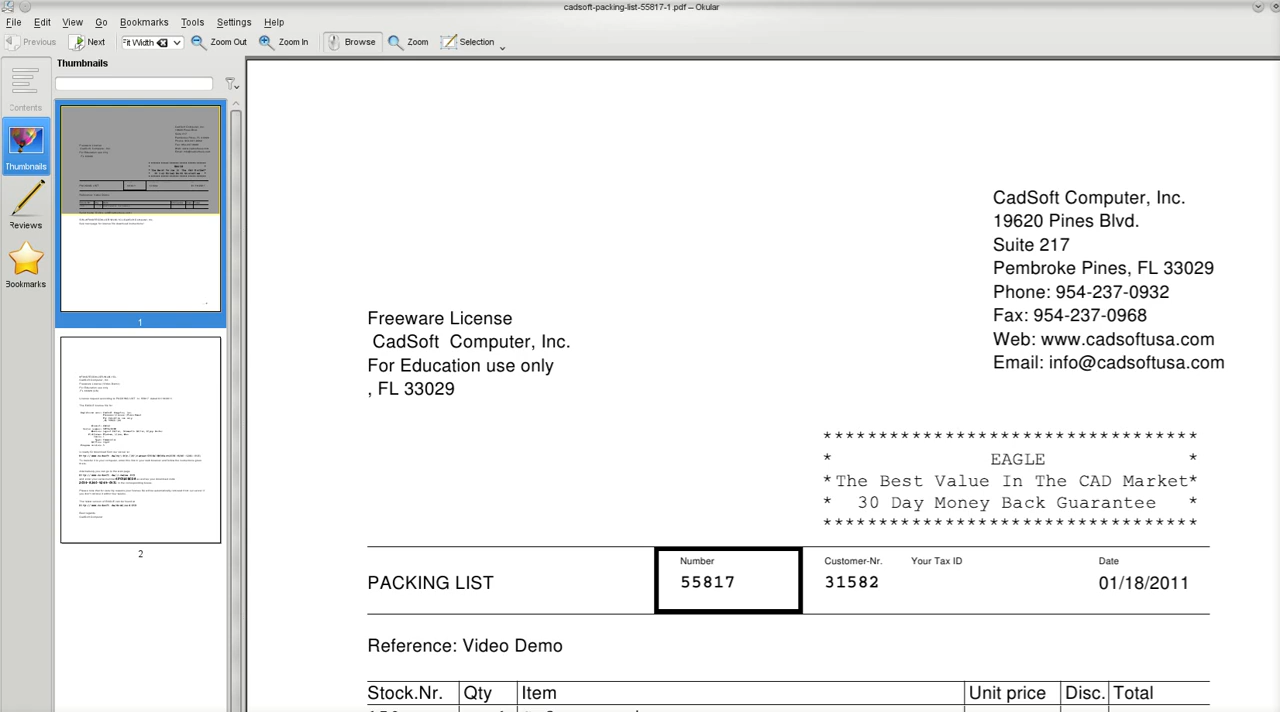 cadsoft-packing-list-55817-1.pdf – Okular
File Edit View Go Bookmarks Tools Settings Help
Previous Next Fit Width Zoom Out Zoom In Browse Zoom Selection
Thumbnails
Contents
Thumbnails
Reviews
Bookmarks
1
2
CadSoft Computer, Inc.
19620 Pines Blvd.
Suite 217
Pembroke Pines, FL 33029
Phone: 954-237-0932
Fax: 954-237-0968
Web: www.cadsoftusa.com
Email: info@cadsoftusa.com
Freeware License
CadSoft Computer, Inc.
For Education use only
, FL 33029
**********************************
* EAGLE *
*The Best Value In The CAD Market*
* 30 Day Money Back Guarantee *
**********************************
Number Customer-Nr. Your Tax ID Date
PACKING LIST 55817 31582 01/18/2011
Reference: Video Demo
Stock.Nr. Qty Item Unit price Disc. Total